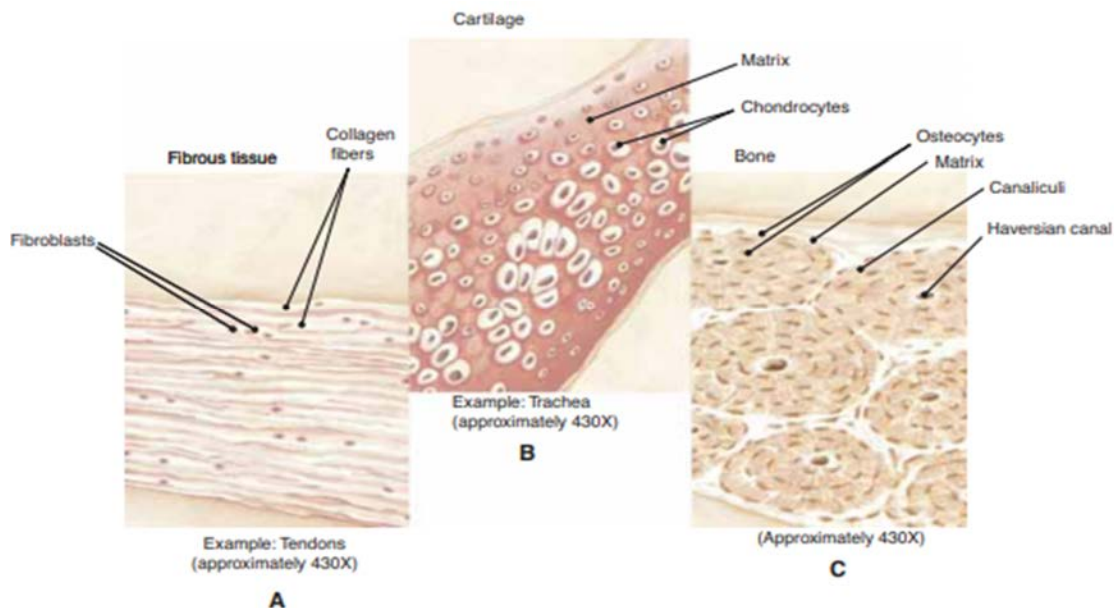 Cartilage
Matrix
Chondrocytes
Collagen
fibers
Fibrous tissue
Fibroblasts
Osteocytes
Bone
Matrix
Canaliculi
Haversian canal
Example: Trachea
(approximately 430X)
B
Example: Tendons
(approximately 430X)
A
(Approximately 430X)
C